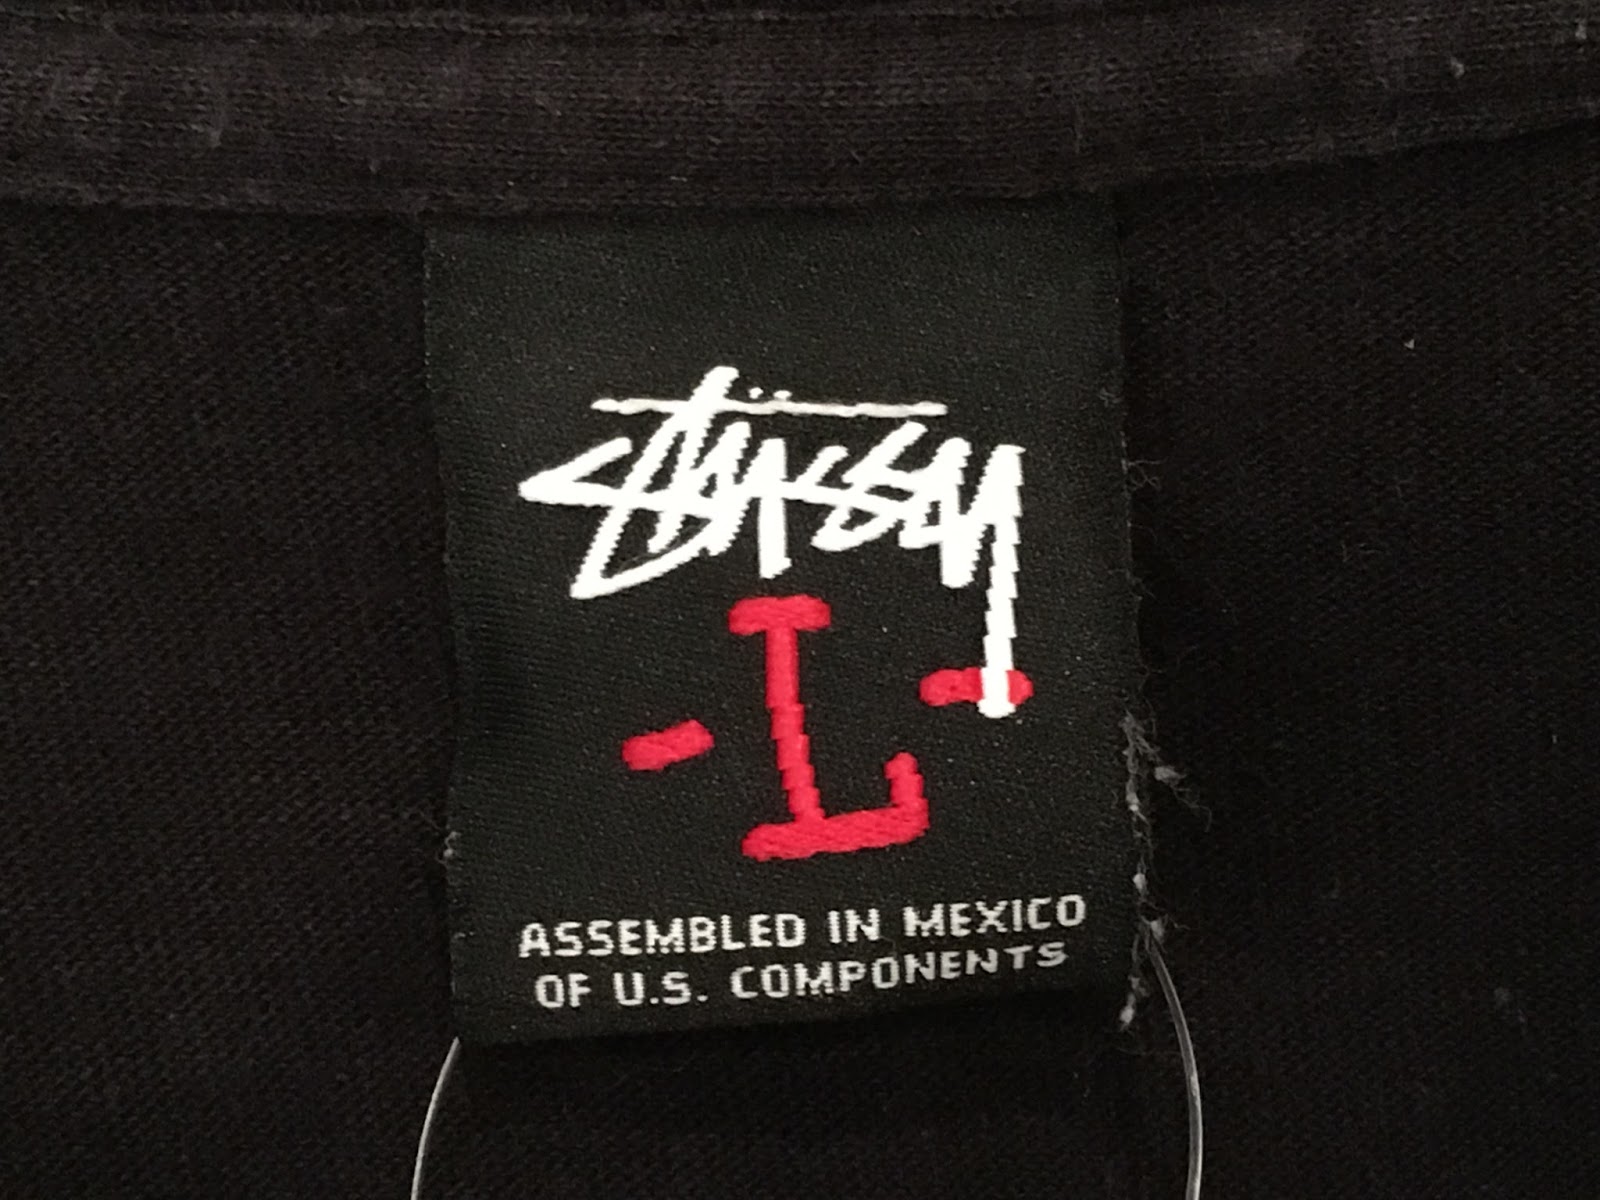 Stüssy
- L -
ASSEMBLED IN MEXICO
OF U.S. COMPONENTS